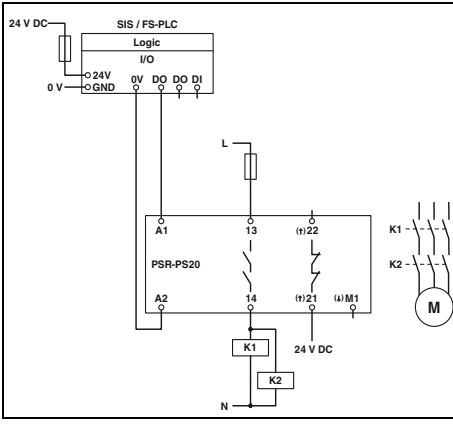 24 V DC
SIS / FS-PLC
Logic
I/O
24V
0V DO DO DI
0 V
GND
L
A1 13 (↑)22
PSR-PS20
A2 14 (↑)21 (↓)M1
K1
K2
M
K1
24 V DC
K2
N